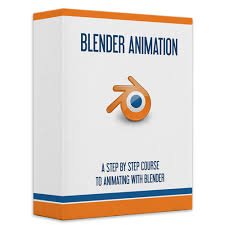 BLENDER ANIMATION
A STEP BY STEP COURSE
TO ANIMATING WITH BLENDER